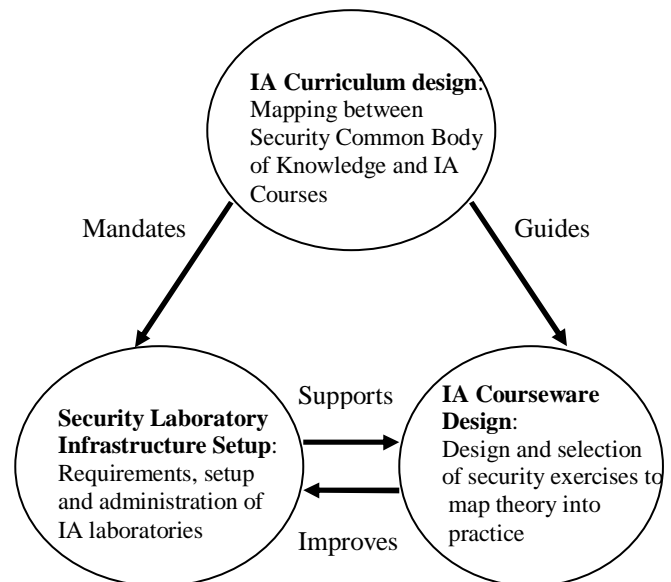 IA Curriculum design:
Mapping between
Security Common Body
of Knowledge and IA
Courses
Mandates
Guides
Security Laboratory
Infrastructure Setup:
Requirements, setup
and administration of
IA laboratories
Supports
Improves
IA Courseware
Design:
Design and selection
of security exercises to
map theory into
practice